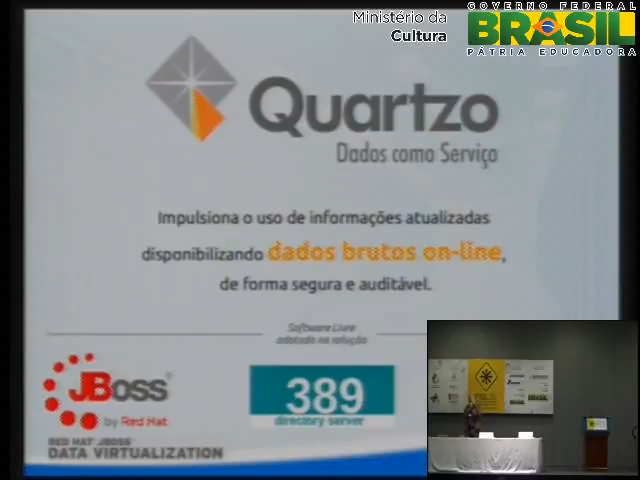 Ministério da
Cultura
GOVERNO FEDERAL
BRASIL
PÁTRIA EDUCADORA
Quartzo
Dados como Serviço
Impulsiona o uso de informações atualizadas
disponibilizando dados brutos on-line,
de forma segura e auditável.
Software Livre
adotado na solução
JBoss®
by Red Hat
RED HAT JBOSS
DATA VIRTUALIZATION
389
directory server
BRASIL